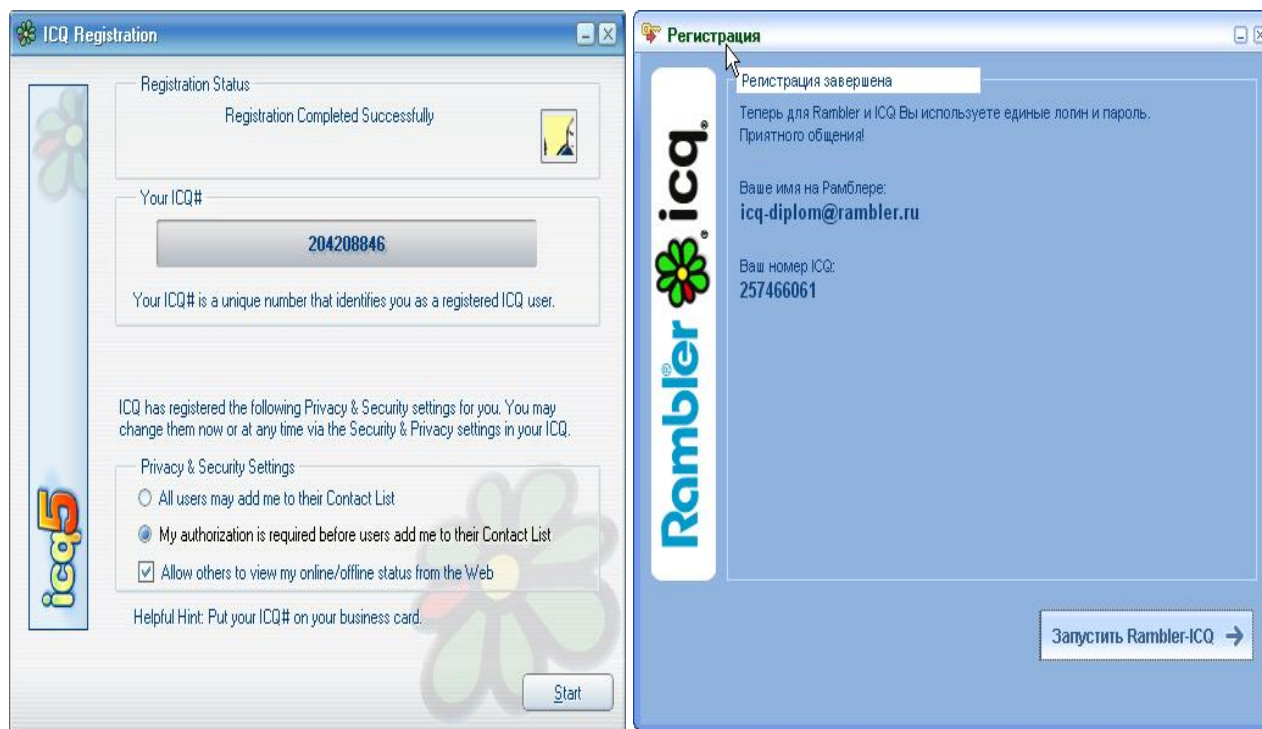 ICQ Registration
Registration Status
Registration Completed Successfully
Your ICQ#
204208846
Your ICQ# is a unique number that identifies you as a registered ICQ user.
ICQ has registered the following Privacy & Security settings for you. You may
change them now or at any time via the Security & Privacy settings in your ICQ.
Privacy & Security Settings
All users may add me to their Contact List
My authorization is required before users add me to their Contact List
Allow others to view my online/offline status from the Web
Helpful Hint: Put your ICQ# on your business card.
Start
icq5
Регистрация
Регистрация завершена
Теперь для Rambler и ICQ Вы используете единые логин и пароль.
Приятного общения!
Ваше имя на Рамблере:
icq-diplom@rambler.ru
Ваш номер ICQ:
257466061
Rambler® icq®
Запустить Rambler-ICQ